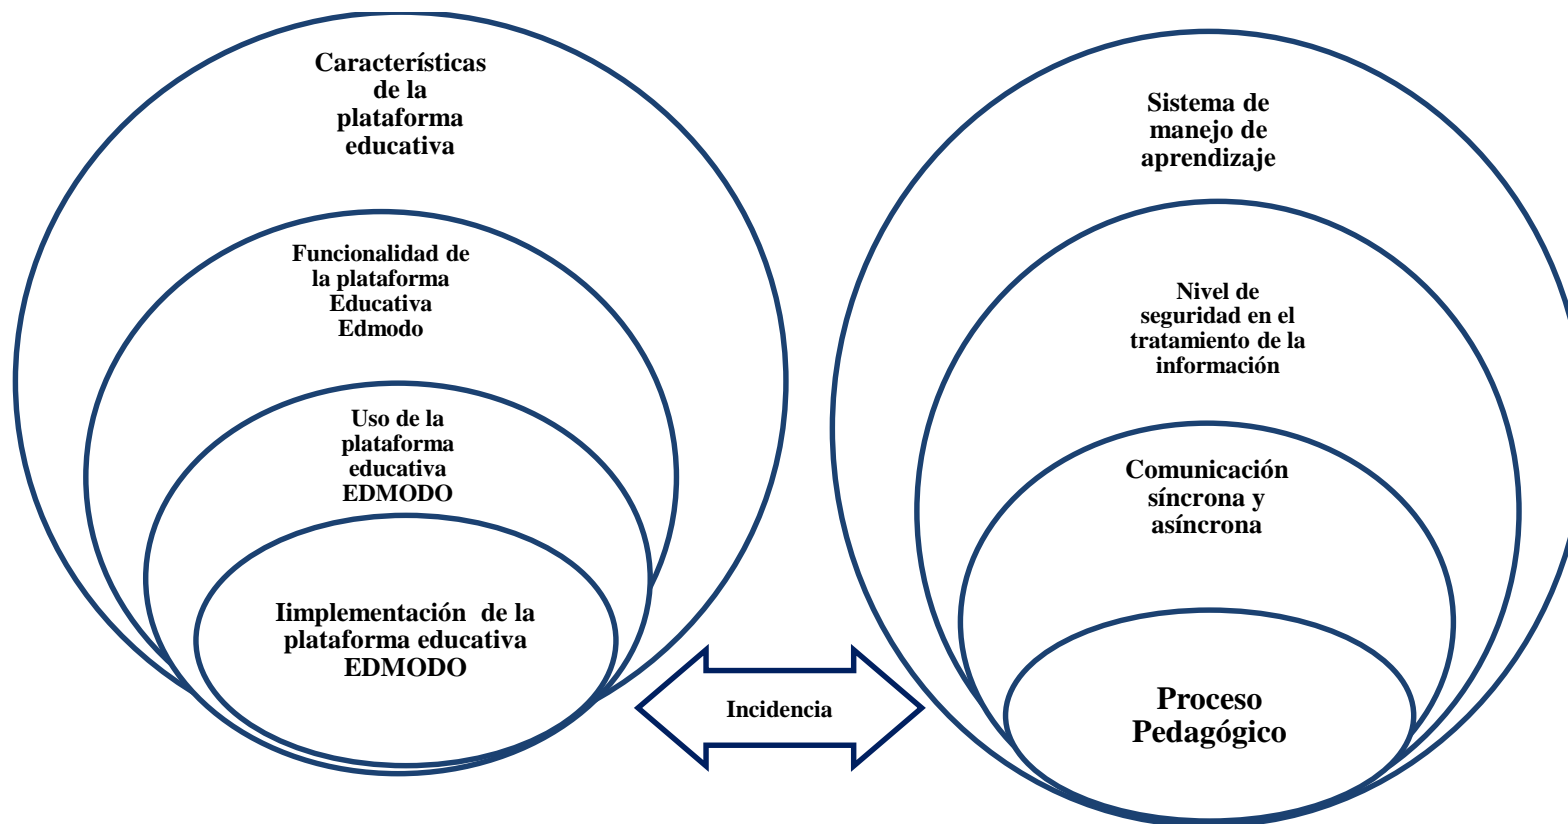 Características
de la
plataforma
educativa
Funcionalidad de
la plataforma
Educativa
Edmodo
Uso de la
plataforma
educativa
EDMODO
Iimplementación de la
plataforma educativa
EDMODO
Incidencia
Sistema de
manejo de
aprendizaje
Nivel de
seguridad en el
tratamiento de la
información
Comunicación
síncrona y
asíncrona
Proceso
Pedagógico